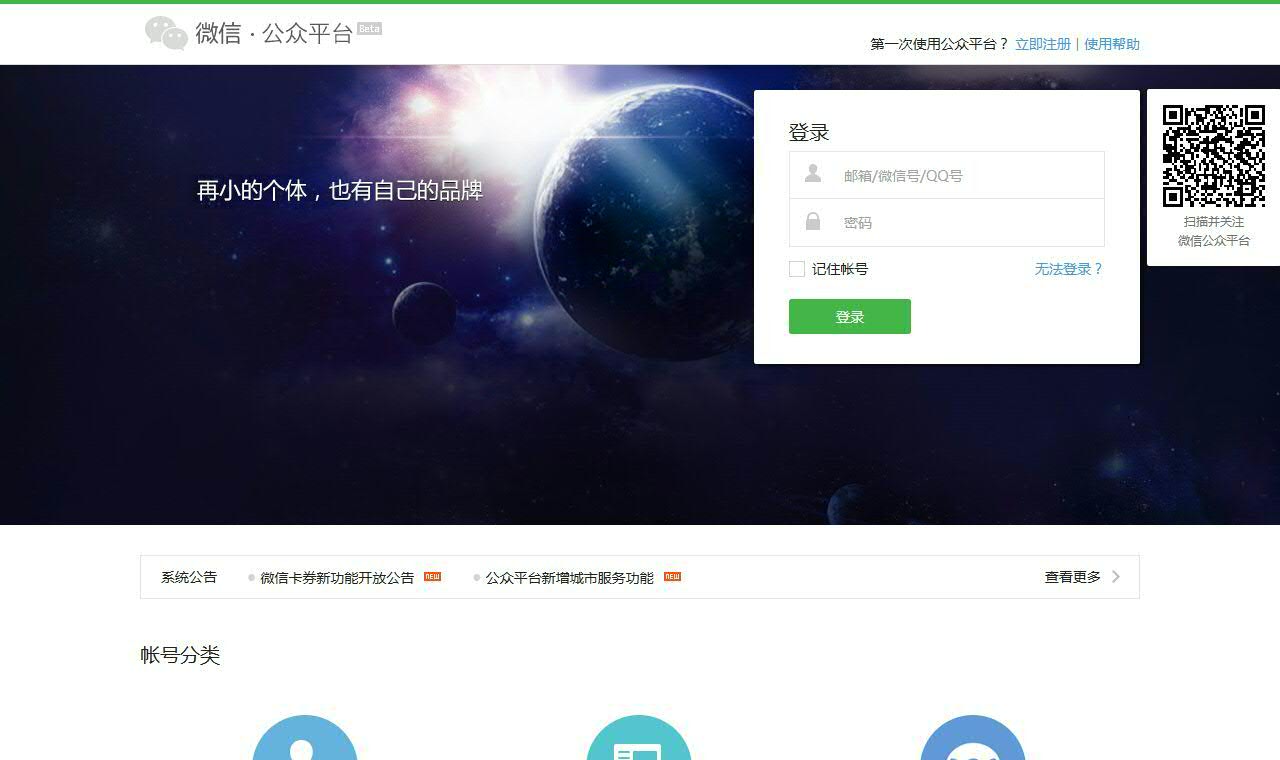 微信 · 公众平台 Beta
第一次使用公众平台？ 立即注册 | 使用帮助
再小的个体，也有自己的品牌
登录
邮箱/微信号/QQ号
密码
记住帐号 无法登录？
登录
扫描并关注
微信公众平台
系统公告 微信卡券新功能开放公告 NEW 公众平台新增城市服务功能 NEW 查看更多
帐号分类